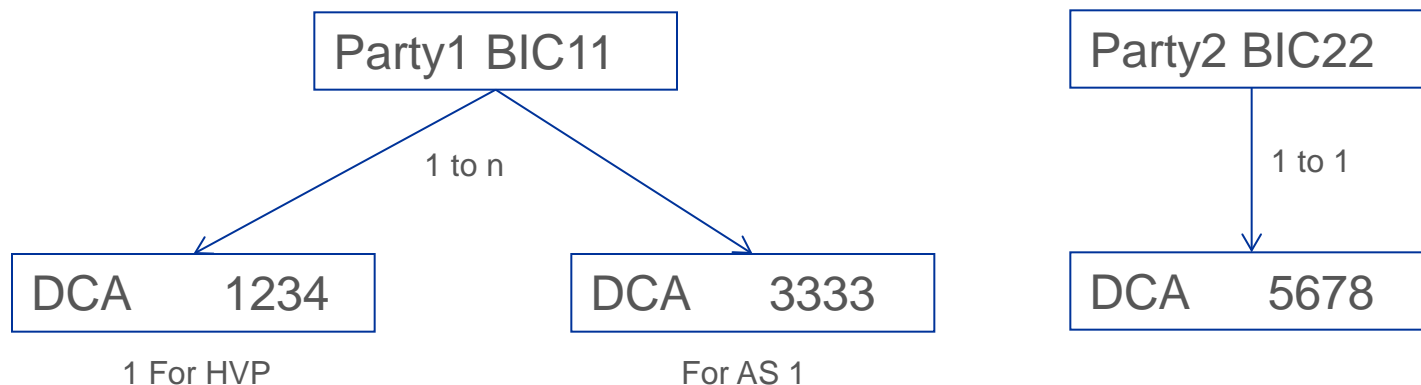 Party1 BIC11
Party2 BIC22
1 to n
1 to 1
DCA 1234
DCA 3333
DCA 5678
1 For HVP
For AS 1